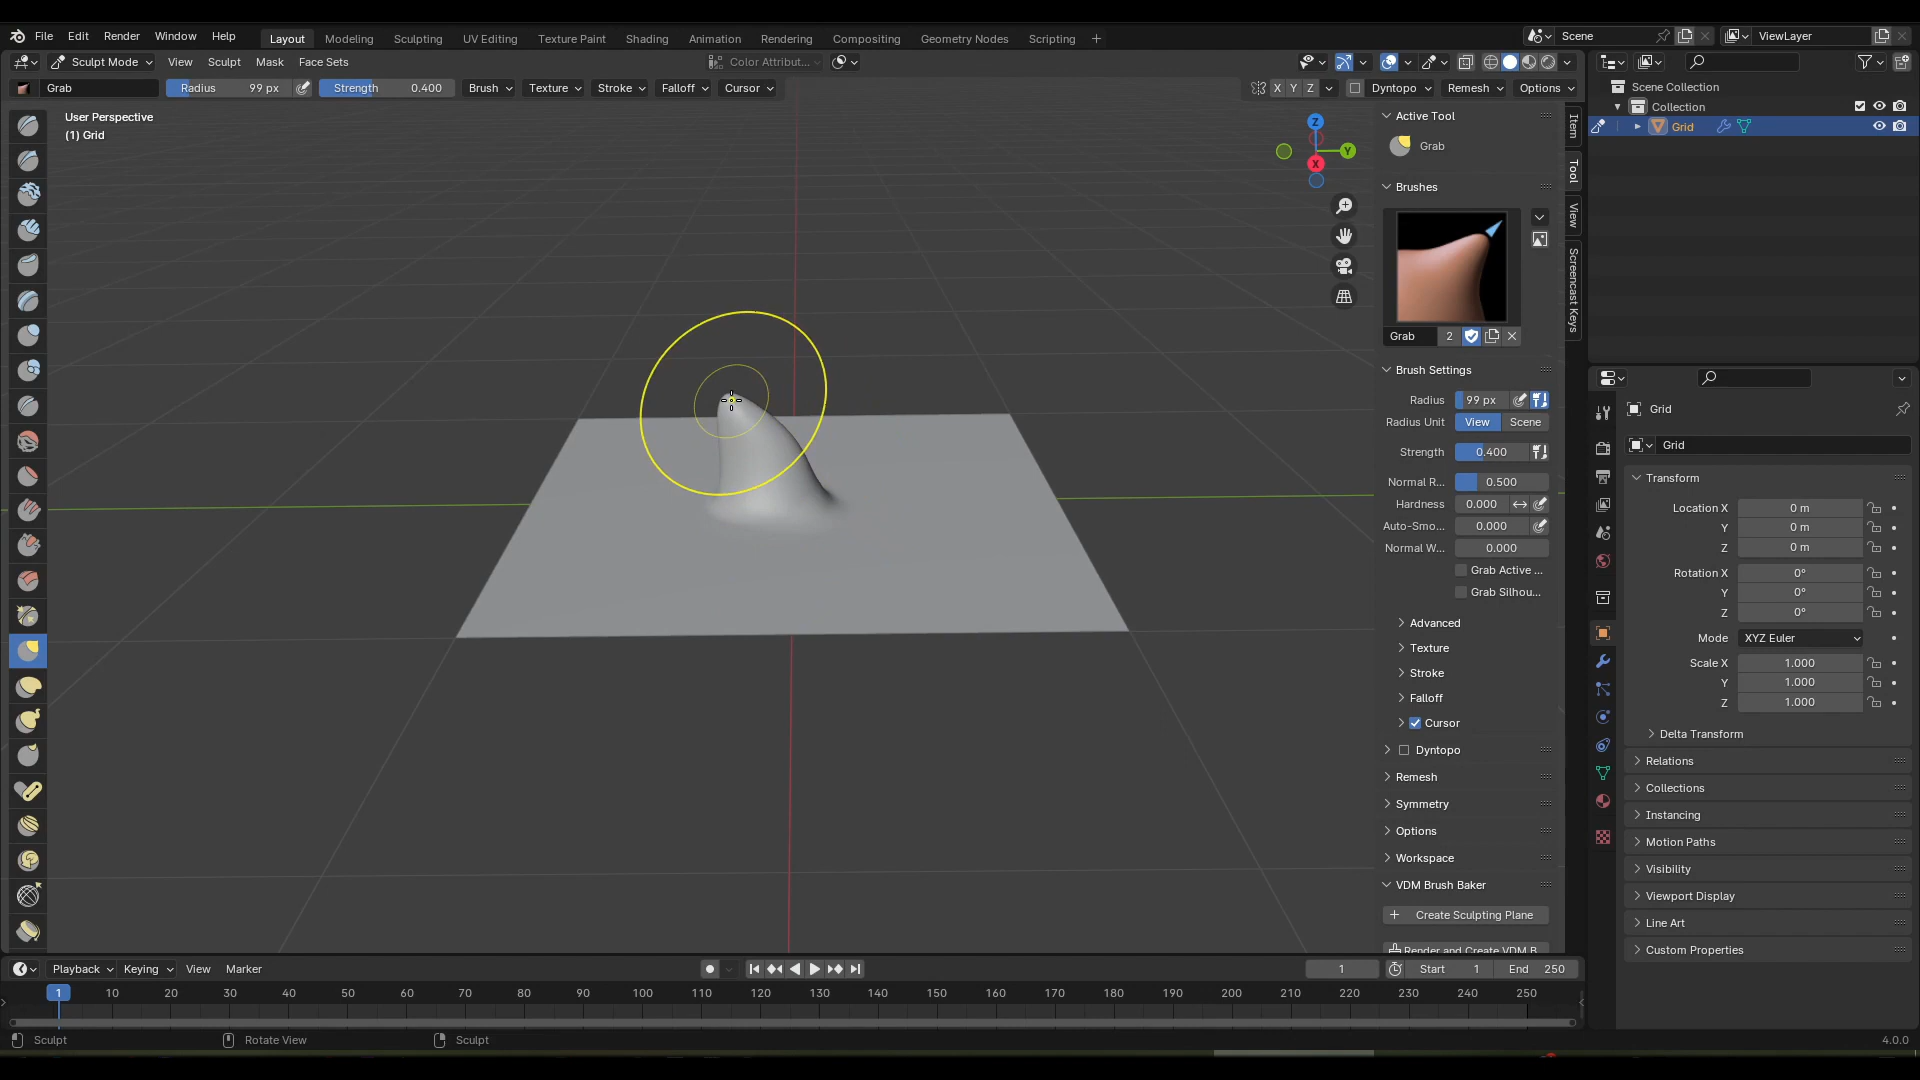 File Edit Render Window Help Layout Modeling Sculpting UV Editing Texture Paint Shading Animation Rendering Compositing Geometry Nodes Scripting + Scene ViewLayer
Sculpt Mode View Sculpt Mask Face Sets Color Attribut...
Grab Radius 99 px Strength 0.400 Brush Texture Stroke Falloff Cursor X Y Z Dyntopo Remesh Options
User Perspective
(1) Grid
Z
Y
X
Active Tool
Grab
Brushes
Grab 2
Brush Settings
Radius 99 px
Radius Unit View Scene
Strength 0.400
Normal R... 0.500
Hardness 0.000
Auto-Smo... 0.000
Normal W... 0.000
Grab Active ...
Grab Silhou...
Advanced
Texture
Stroke
Falloff
Cursor
Dyntopo
Remesh
Symmetry
Options
Workspace
VDM Brush Baker
Create Sculpting Plane
Render and Create VDM B
Item
Tool
View
Screencast Keys
Scene Collection
Collection
Grid
Grid
Grid
Transform
Location X 0 m
Y 0 m
Z 0 m
Rotation X 0°
Y 0°
Z 0°
Mode XYZ Euler
Scale X 1.000
Y 1.000
Z 1.000
Delta Transform
Relations
Collections
Instancing
Motion Paths
Visibility
Viewport Display
Line Art
Custom Properties
Playback Keying View Marker 1 Start 1 End 250
1 10 20 30 40 50 60 70 80 90 100 110 120 130 140 150 160 170 180 190 200 210 220 230 240 250
Sculpt Rotate View Sculpt 4.0.0